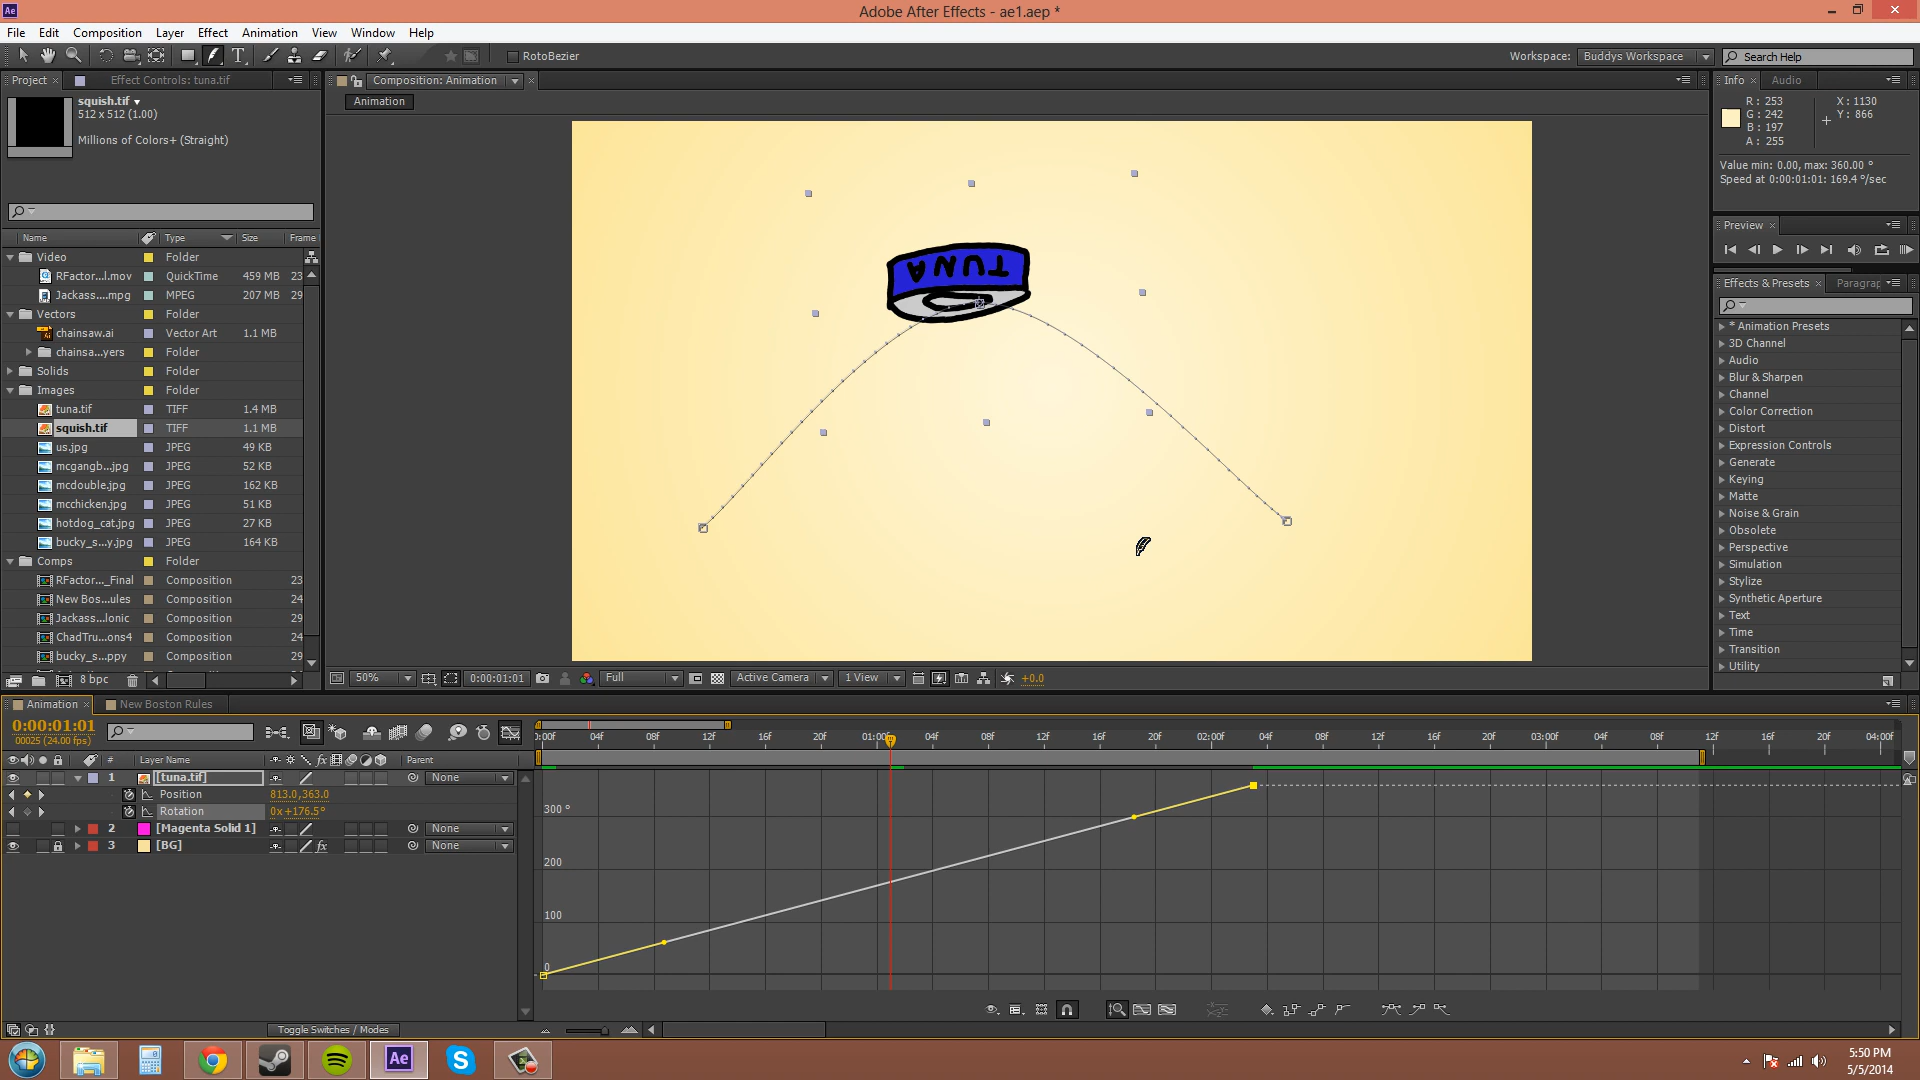 Ae
Adobe After Effects - ae1.aep *
File Edit Composition Layer Effect Animation View Window Help
T RotoBezier
Workspace: Buddys Workspace Search Help
Project Effect Controls: tuna.tif
Composition: Animation
Info Audio
squish.tif
512 x 512 (1.00)
Millions of Colors+ (Straight)
Animation
R: 253 X: 1130
G: 242 Y: 866
B: 197
A: 255
Value min: 0.00, max: 360.00 °
Speed at 0:00:01:01: 169.4 °/sec
Preview
Effects & Presets Paragrap
Name Type Size Frame
Video Folder
RFactor...l.mov QuickTime 459 MB 23
Jackass....mpg MPEG 207 MB 29
Vectors Folder
chainsaw.ai Vector Art 1.1 MB
chainsa...yers Folder
Solids Folder
Images Folder
tuna.tif TIFF 1.4 MB
squish.tif TIFF 1.1 MB
us.jpg JPEG 49 KB
mcgangb...jpg JPEG 52 KB
mcdouble.jpg JPEG 162 KB
mcchicken.jpg JPEG 51 KB
hotdog_cat.jpg JPEG 27 KB
bucky_s...y.jpg JPEG 164 KB
Comps Folder
RFactor..._Final Composition 23
New Bos...ules Composition 24
Jackass...lonic Composition 29
ChadTru...ons4 Composition 24
bucky_s...ppy Composition 29
8 bpc
TUNA
* Animation Presets
3D Channel
Audio
Blur & Sharpen
Channel
Color Correction
Distort
Expression Controls
Generate
Keying
Matte
Noise & Grain
Obsolete
Perspective
Simulation
Stylize
Synthetic Aperture
Text
Time
Transition
Utility
50% 0:00:01:01 Full Active Camera 1 View +0.0
Animation New Boston Rules
0:00:01:01
00025 (24.00 fps)
0:00f 04f 08f 12f 16f 20f 01:00f 04f 08f 12f 16f 20f 02:00f 04f 08f 12f 16f 20f 03:00f 04f 08f 12f 16f 20f 04:00f
# Layer Name Parent
1 [tuna.tif] None
Position 813.0,363.0
Rotation 0x+176.5°
2 [Magenta Solid 1] None
3 [BG] fx None
300 °
200
100
0
Toggle Switches / Modes
Ae
5:50 PM
5/5/2014